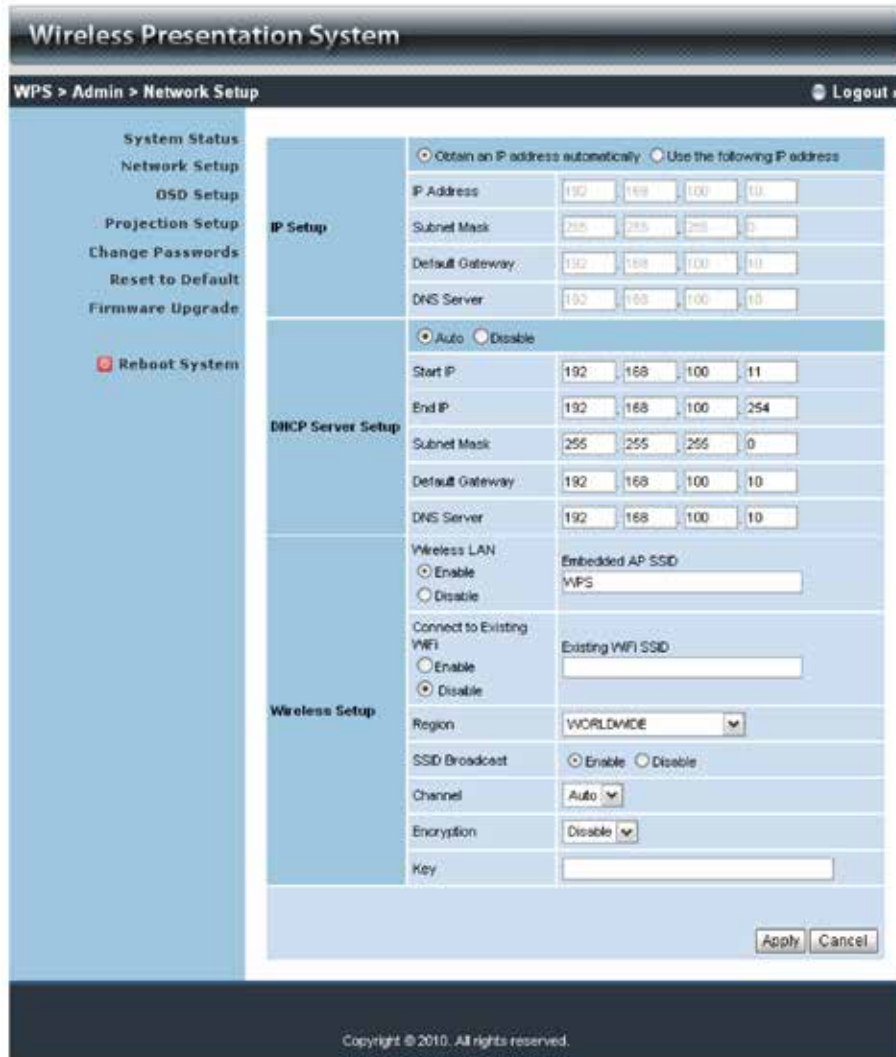 Wireless Presentation System
WPS > Admin > Network Setup
Logout
System Status
Network Setup
OSD Setup
Projection Setup
Change Passwords
Reset to Default
Firmware Upgrade
Reboot System
IP Setup
Obtain an IP address automatically Use the following IP address
IP Address 192 . 168 . 100 . 10
Subnet Mask 255 . 255 . 255 . 0
Default Gateway 192 . 168 . 100 . 10
DNS Server 192 . 168 . 100 . 10
DHCP Server Setup
Auto Disable
Start IP 192 . 168 . 100 . 11
End IP 192 . 168 . 100 . 254
Subnet Mask 255 . 255 . 255 . 0
Default Gateway 192 . 168 . 100 . 10
DNS Server 192 . 168 . 100 . 10
Wireless Setup
Wireless LAN
Enable
Disable
Embedded AP SSID
WPS
Connect to Existing
WiFi
Enable
Disable
Existing WiFi SSID
Region WORLDWIDE
SSID Broadcast Enable Disable
Channel Auto
Encryption Disable
Key
Apply Cancel
Copyright © 2010. All rights reserved.